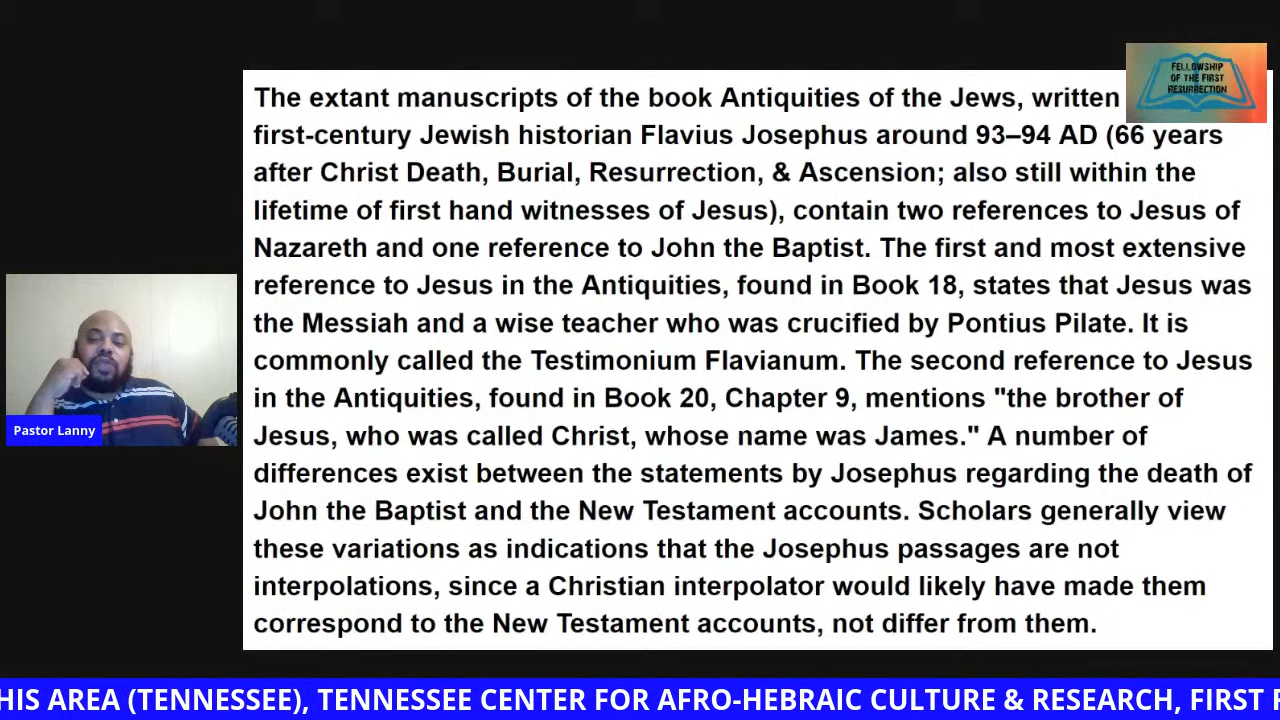 FELLOWSHIP
OF THE FIRST
RESURRECTION
The extant manuscripts of the book Antiquities of the Jews, written
first-century Jewish historian Flavius Josephus around 93–94 AD (66 years
after Christ Death, Burial, Resurrection, & Ascension; also still within the
lifetime of first hand witnesses of Jesus), contain two references to Jesus of
Nazareth and one reference to John the Baptist. The first and most extensive
reference to Jesus in the Antiquities, found in Book 18, states that Jesus was
the Messiah and a wise teacher who was crucified by Pontius Pilate. It is
commonly called the Testimonium Flavianum. The second reference to Jesus
in the Antiquities, found in Book 20, Chapter 9, mentions "the brother of
Jesus, who was called Christ, whose name was James." A number of
differences exist between the statements by Josephus regarding the death of
John the Baptist and the New Testament accounts. Scholars generally view
these variations as indications that the Josephus passages are not
interpolations, since a Christian interpolator would likely have made them
correspond to the New Testament accounts, not differ from them.
Pastor Lanny
HIS AREA (TENNESSEE), TENNESSEE CENTER FOR AFRO-HEBRAIC CULTURE & RESEARCH, FIRST